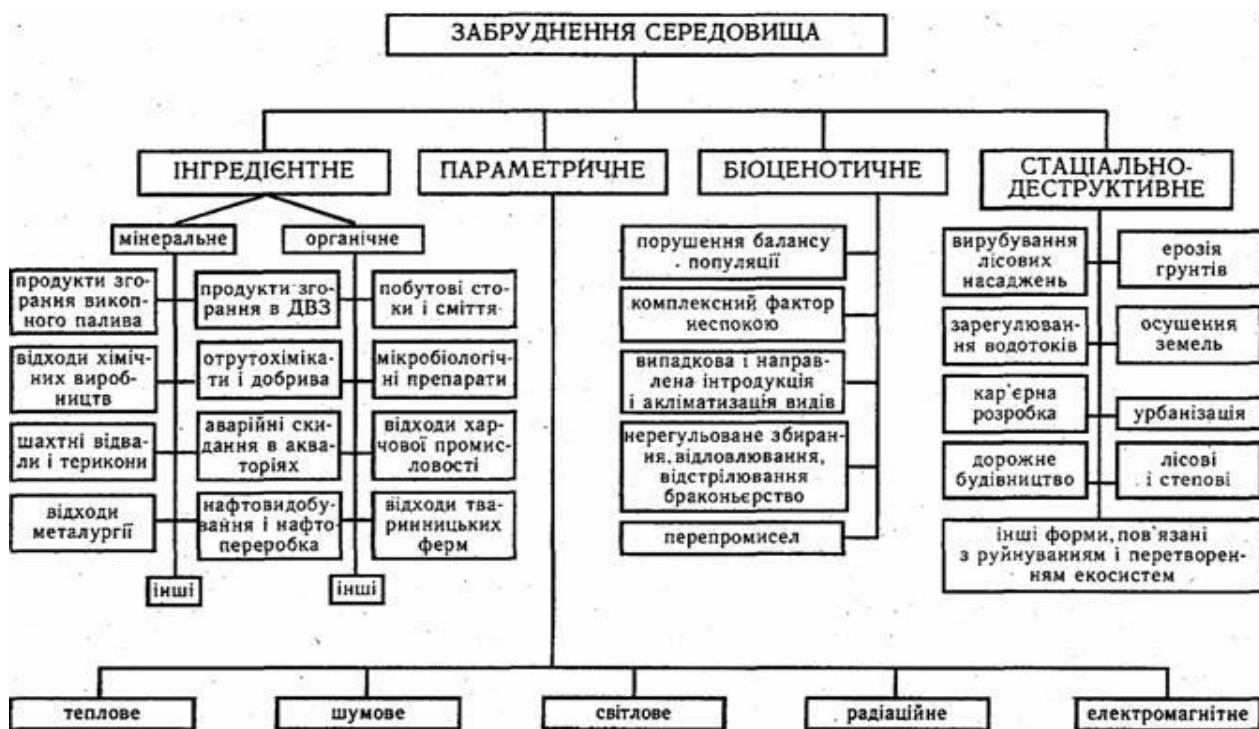 ЗАБРУДНЕННЯ СЕРЕДОВИЩА
ІНГРЕДІЄНТНЕ
ПАРАМЕТРИЧНЕ
БІОЦЕНОТИЧНЕ
СТАЦІАЛЬНО-
ДЕСТРУКТИВНЕ
мінеральне
органічне
продукти зго-
рання викоп-
ного палива
продукти зго-
рання в ДВЗ
побутові сто-
ки і сміття
відходи хіміч-
них вироб-
ництв
отрутохіміка-
ти і добрива
мікробіологіч-
ні препарати
шахтні відва-
ли і терикони
аварійні ски-
дання в аква-
торіях
відходи хар-
чової промис-
ловості
відходи
металургії
нафтовидобу-
вання і нафто-
переробка
відходи тва-
ринницьких
ферм
інші
інші
порушення балансу
популяції
комплексний фактор
неспокою
випадкова і направ-
лена інтродукція
і акліматизація видів
нерегульоване збиран-
ня, відловлювання,
відстрілювання
браконьєрство
перепромисел
вирубування
лісових
насаджень
ерозія
грунтів
зарегулюван-
ня водотоків
осушення
земель
кар'єрна
розробка
урбанізація
дорожне
будівництво
лісові
і степові
інші форми, пов'язані
з руйнуванням і перетворен-
ням екосистем
теплове
шумове
світлове
радіаційне
електромагнітне